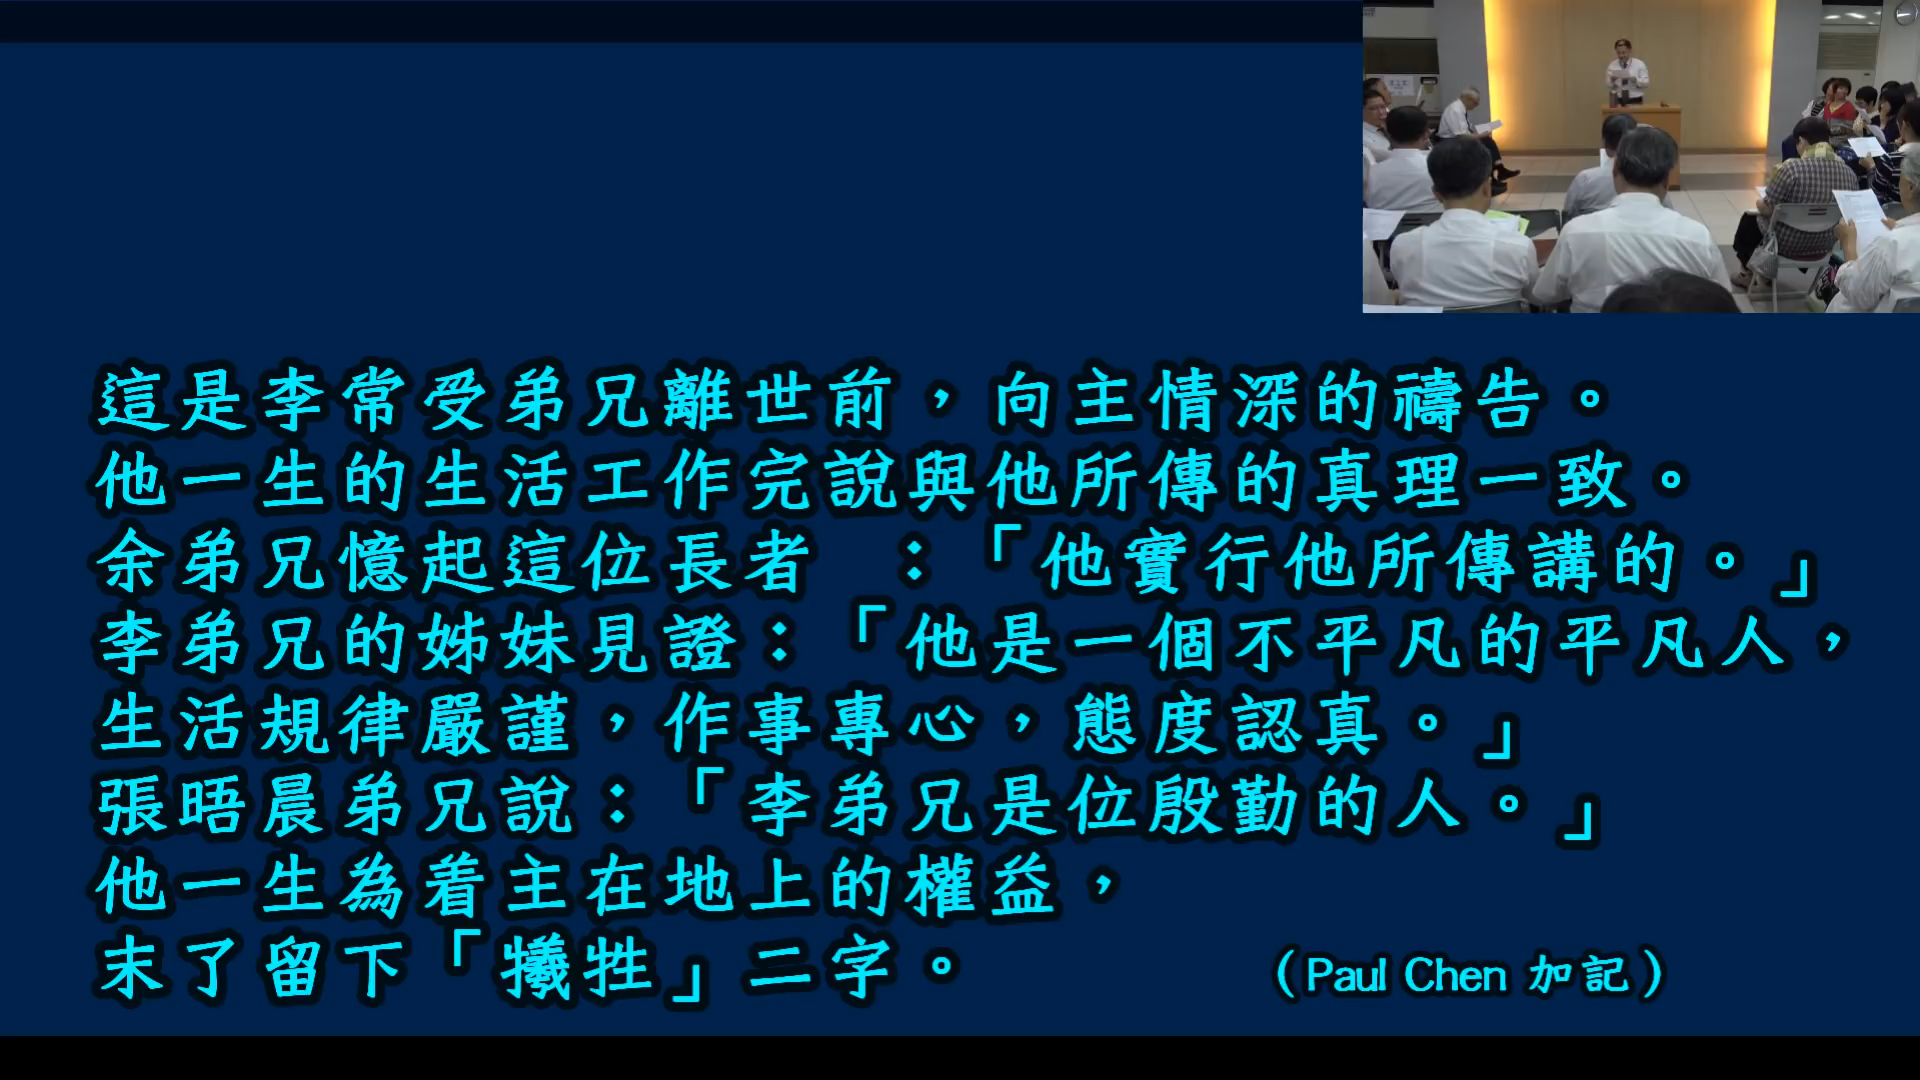 這是李常受弟兄離世前，向主情深的禱告。
他一生的生活工作完說與他所傳的真理一致。
余弟兄憶起這位長者 ：「他實行他所傳講的。」
李弟兄的姊妹見證：「他是一個不平凡的平凡人，
生活規律嚴謹，作事專心，態度認真。」
張晤晨弟兄說：「李弟兄是位殷勤的人。」
他一生為着主在地上的權益，
末了留下「犧牲」二字。
（Paul Chen 加記）